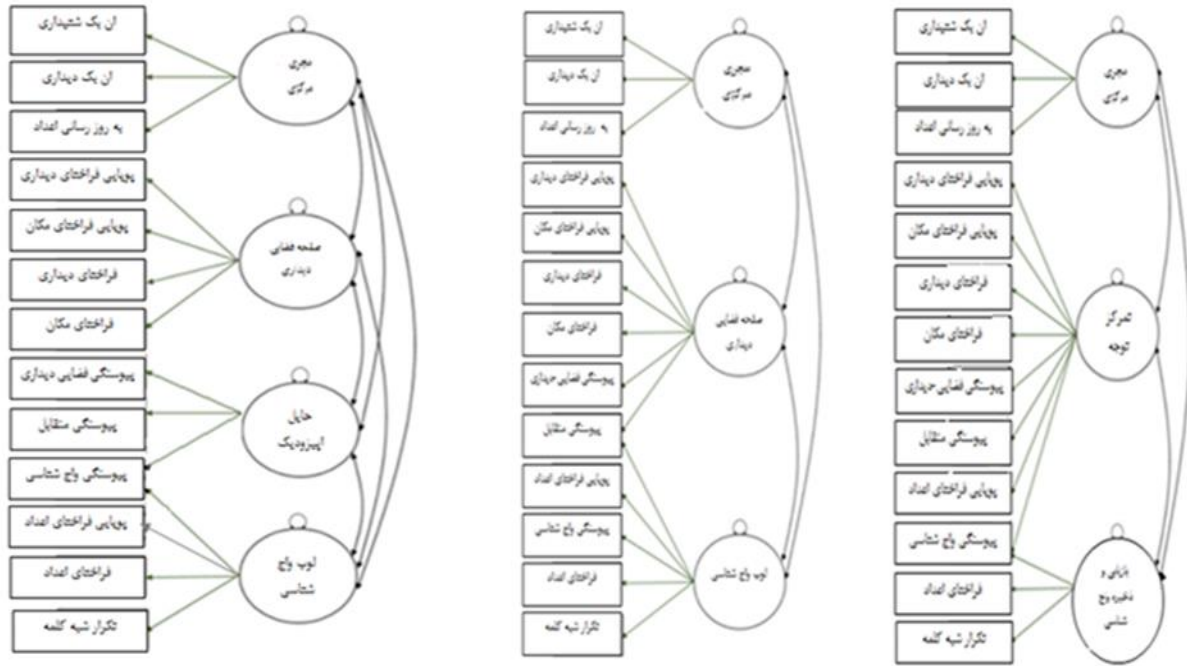 ان یک شنیداری
ان یک دیداری
به روز رسانی اعداد
پویایی فراخنای دیداری
پویایی فراخنای مکان
فراخنای دیداری
فراخنای مکان
پیوستگی فضایی-دیداری
پیوستگی متقابل
پویایی فراخنای اعداد
پیوستگی واج شناسی
فراخنای اعداد
تکرار شبه کلمه
مجری
مرکزی
تمرکز
توجه
بازیابی و
ذخیره واج
شناسی
ان یک شنیداری
ان یک دیداری
به روز رسانی اعداد
پویایی فراخنای دیداری
پویایی فراخنای مکان
فراخنای دیداری
فراخنای مکان
پیوستگی فضایی-دیداری
پیوستگی متقابل
پویایی فراخنای اعداد
پیوستگی واج شناسی
فراخنای اعداد
تکرار شبه کلمه
مجری
مرکزی
صفحه فضایی
دیداری
لوپ واج شناسی
ان یک شنیداری
ان یک دیداری
به روز رسانی اعداد
پویایی فراخنای دیداری
پویایی فراخنای مکان
فراخنای دیداری
فراخنای مکان
پیوستگی فضایی دیداری
پیوستگی متقابل
پیوستگی واج شناسی
پویایی فراخنای اعداد
فراخنای اعداد
تکرار شبه کلمه
مجری
مرکزی
صفحه فضایی
دیداری
حایل
اپیزودیک
لوپ واج
شناسی